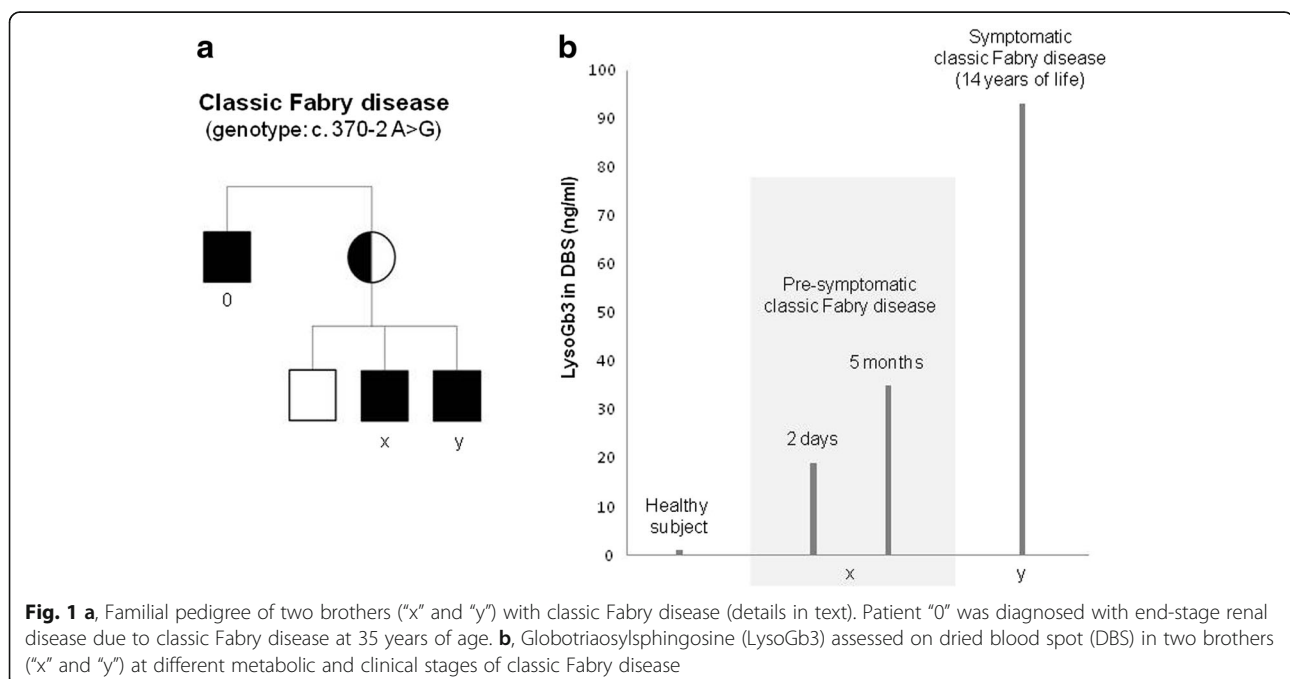 a
Classic Fabry disease
(genotype: c. 370-2 A>G)
0
x
y
b
Symptomatic
classic Fabry disease
(14 years of life)
LysoGb3 in DBS (ng/ml)
100
90
80
70
60
50
40
30
20
10
0
Pre-symptomatic
classic Fabry disease
5 months
2 days
Healthy
subject
x
y
Fig. 1 a, Familial pedigree of two brothers (“x” and “y”) with classic Fabry disease (details in text). Patient “0” was diagnosed with end-stage renal
disease due to classic Fabry disease at 35 years of age. b, Globotriaosylsphingosine (LysoGb3) assessed on dried blood spot (DBS) in two brothers
(“x” and “y”) at different metabolic and clinical stages of classic Fabry disease